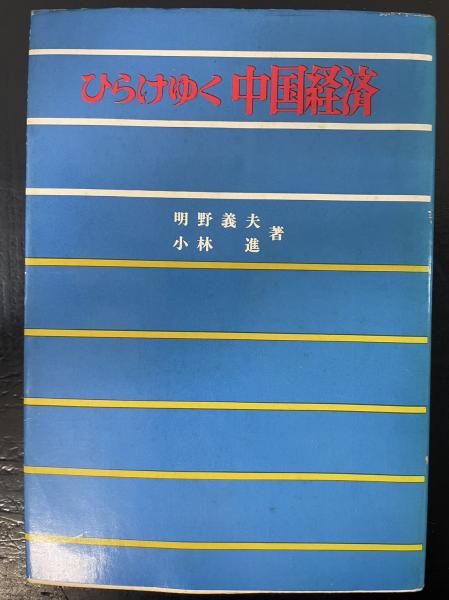 ひらけゆく中国経済
明野義夫
小林 進 著